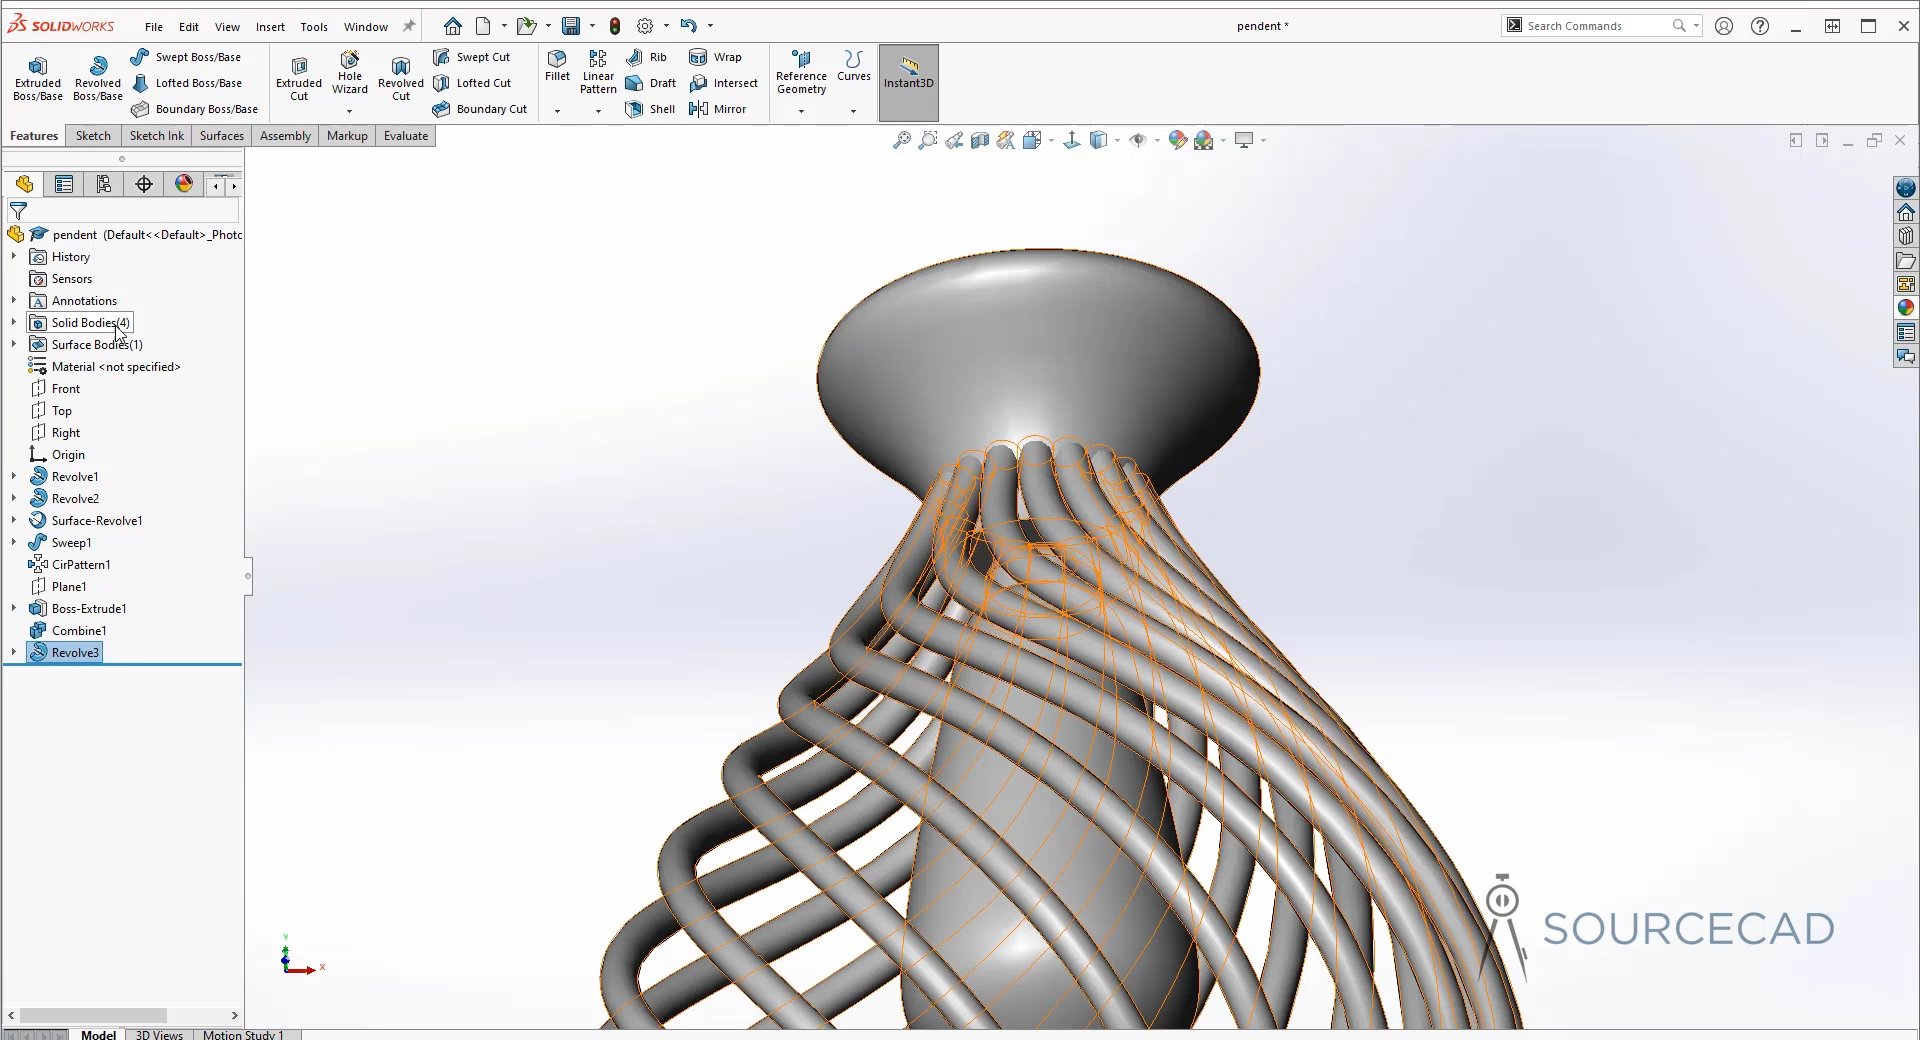 SOLIDWORKS File Edit View Insert Tools Window pendent * Search Commands
Extruded Boss/Base
Revolved Boss/Base
Swept Boss/Base
Lofted Boss/Base
Boundary Boss/Base
Extruded Cut
Hole Wizard
Revolved Cut
Swept Cut
Lofted Cut
Boundary Cut
Fillet
Linear Pattern
Rib
Draft
Shell
Wrap
Intersect
Mirror
Reference Geometry
Curves
Instant3D
Features Sketch Sketch Ink Surfaces Assembly Markup Evaluate
pendent (Default<<Default>_Photo
History
Sensors
Annotations
Solid Bodies(4)
Surface Bodies(1)
Material <not specified>
Front
Top
Right
Origin
Revolve1
Revolve2
Surface-Revolve1
Sweep1
CirPattern1
Plane1
Boss-Extrude1
Combine1
Revolve3
Y
X
SOURCECAD
Model 3D Views Motion Study 1